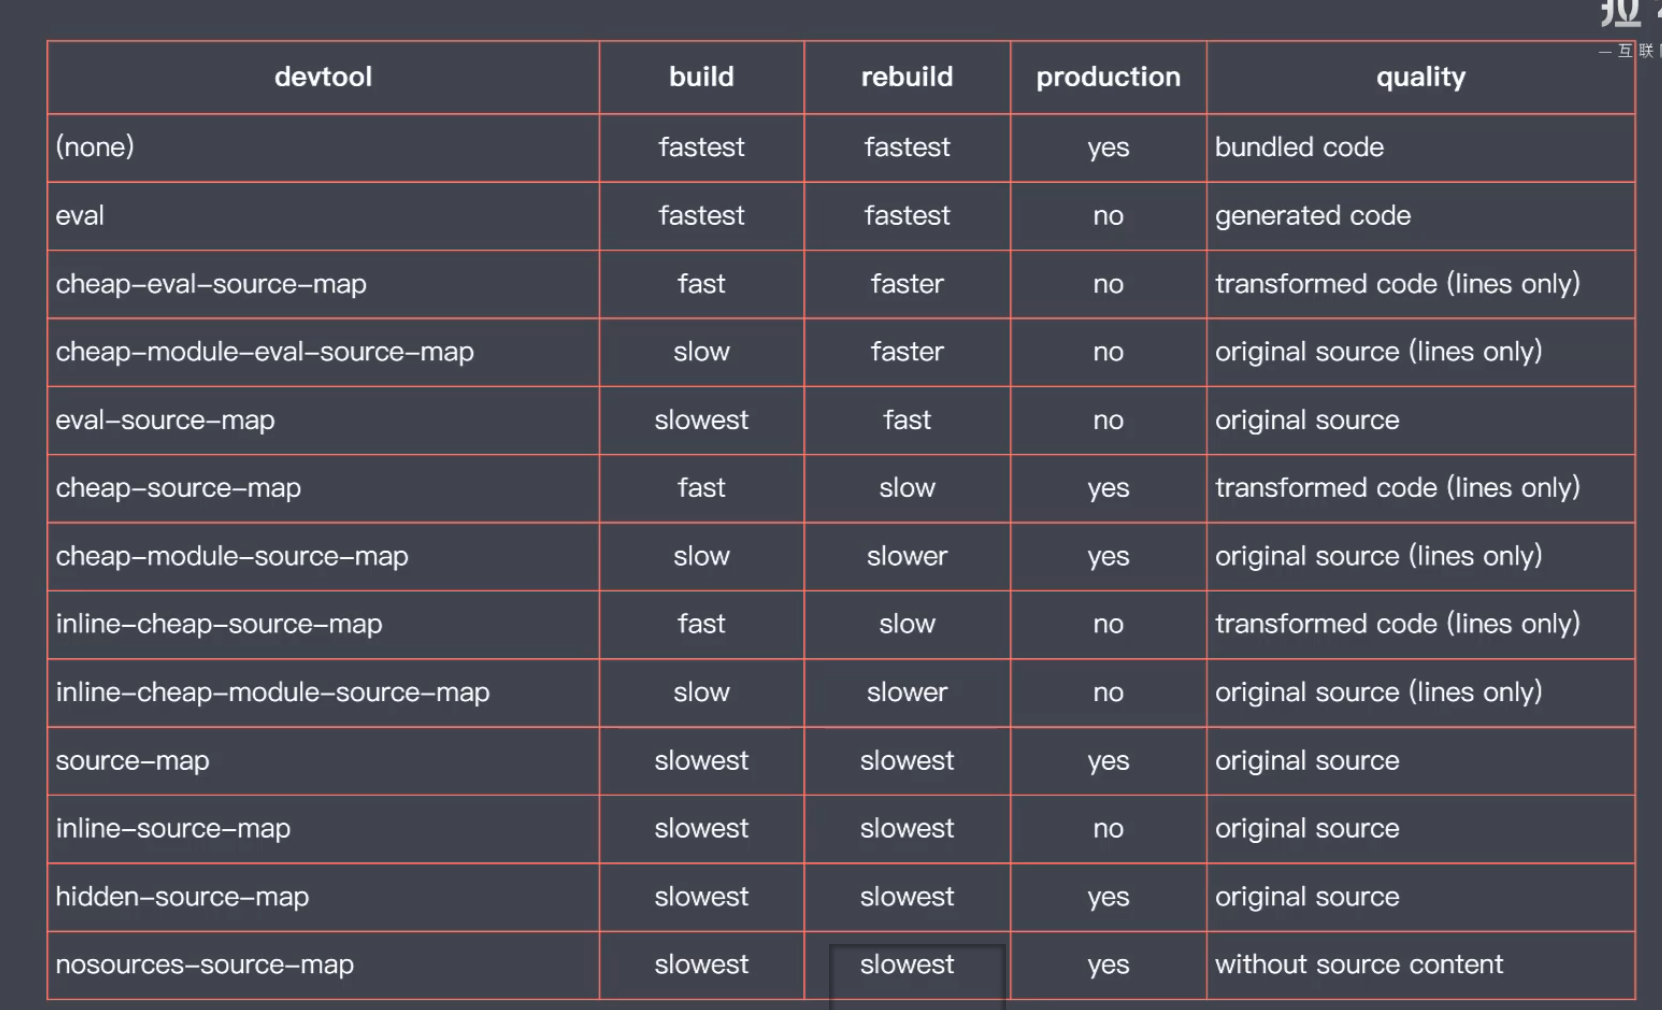 拉
一互联
devtool build rebuild production quality
(none) fastest fastest yes bundled code
eval fastest fastest no generated code
cheap-eval-source-map fast faster no transformed code (lines only)
cheap-module-eval-source-map slow faster no original source (lines only)
eval-source-map slowest fast no original source
cheap-source-map fast slow yes transformed code (lines only)
cheap-module-source-map slow slower yes original source (lines only)
inline-cheap-source-map fast slow no transformed code (lines only)
inline-cheap-module-source-map slow slower no original source (lines only)
source-map slowest slowest yes original source
inline-source-map slowest slowest no original source
hidden-source-map slowest slowest yes original source
nosources-source-map slowest slowest yes without source content